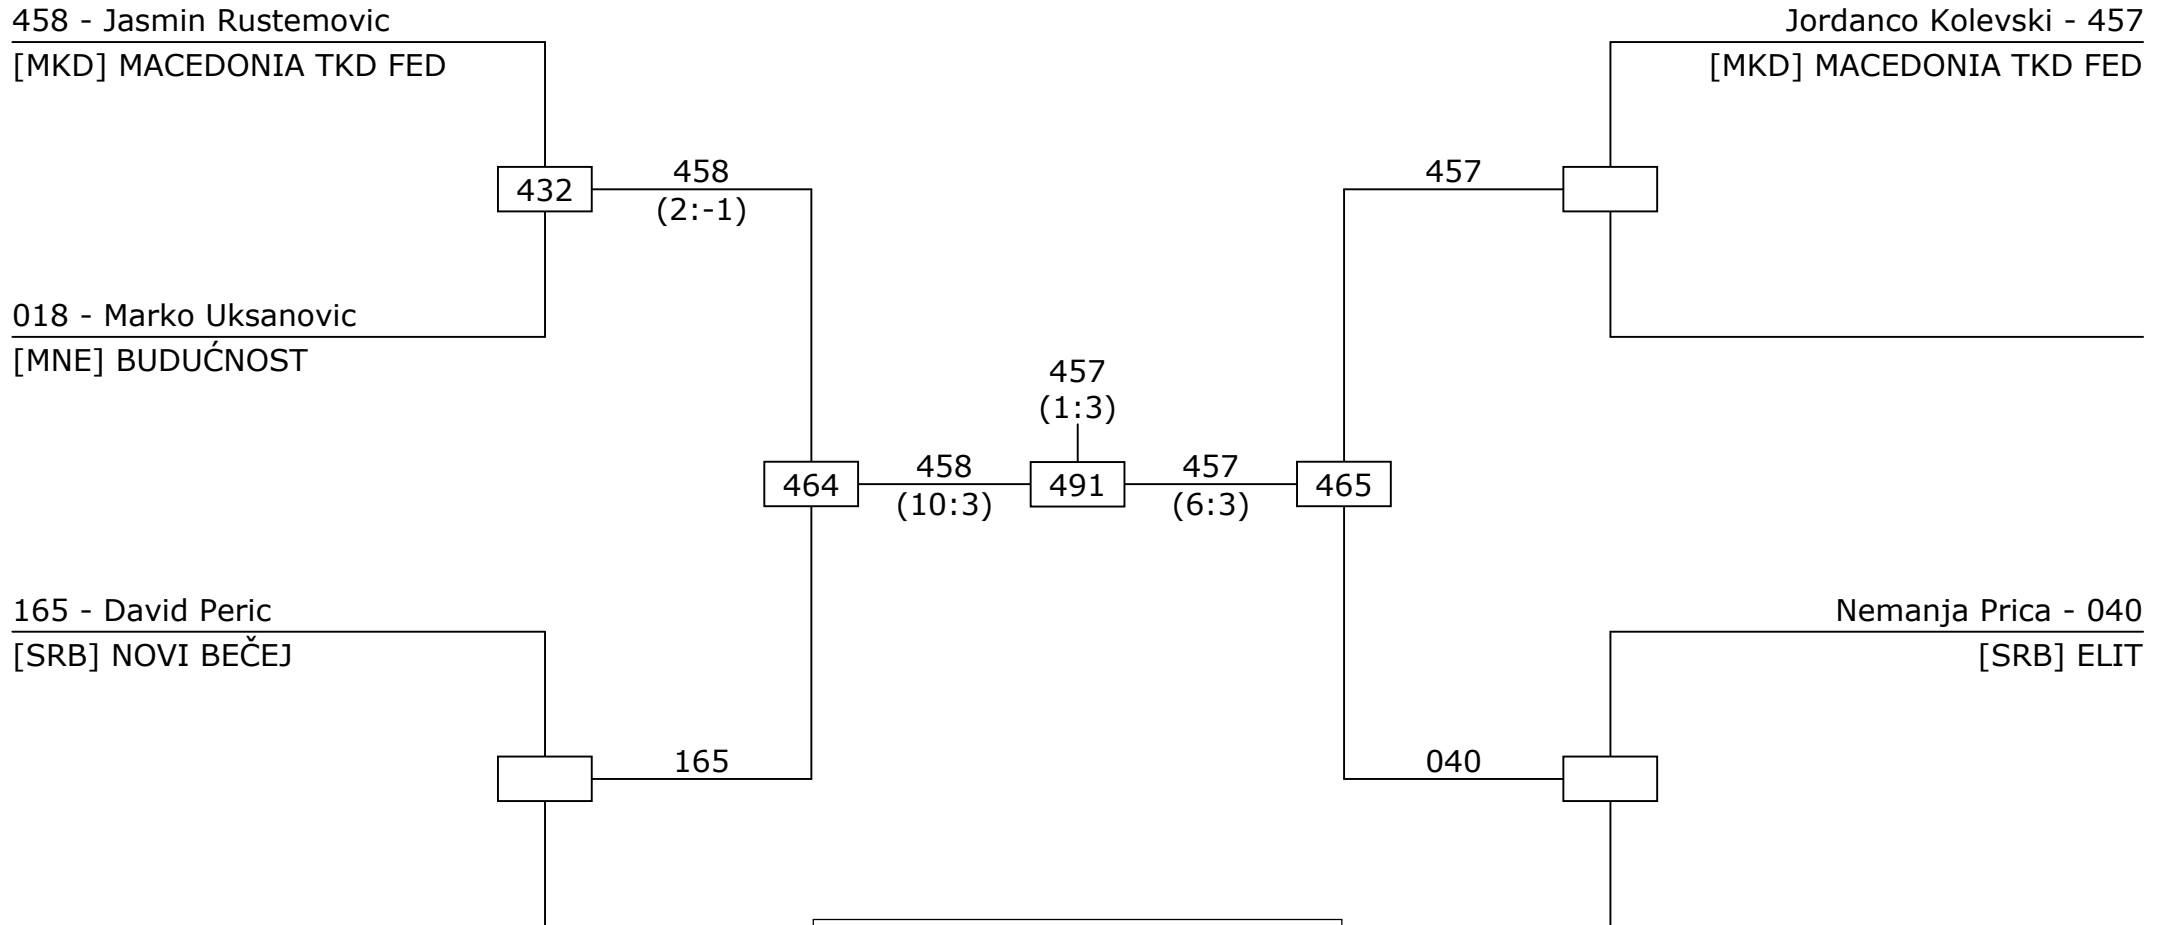 458 - Jasmin Rustemovic
[MKD] MACEDONIA TKD FED
Jordanco Kolevski - 457
[MKD] MACEDONIA TKD FED
432
458
(2:-1)
457
018 - Marko Uksanovic
[MNE] BUDUĆNOST
457
(1:3)
464
458
(10:3)
491
457
(6:3)
465
165 - David Peric
[SRB] NOVI BEČEJ
Nemanja Prica - 040
[SRB] ELIT
165
040